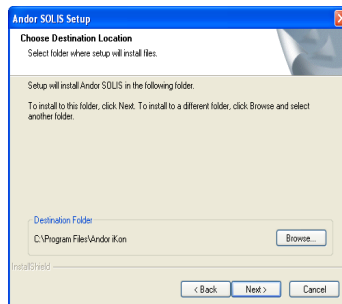 Andor SOLIS Setup
Choose Destination Location
Select folder where setup will install files.
Setup will install Andor SOLIS in the following folder.
To install to this folder, click Next. To install to a different folder, click Browse and select
another folder.
Destination Folder
C:\Program Files\Andor iKon
Browse...
InstallShield
< Back
Next >
Cancel